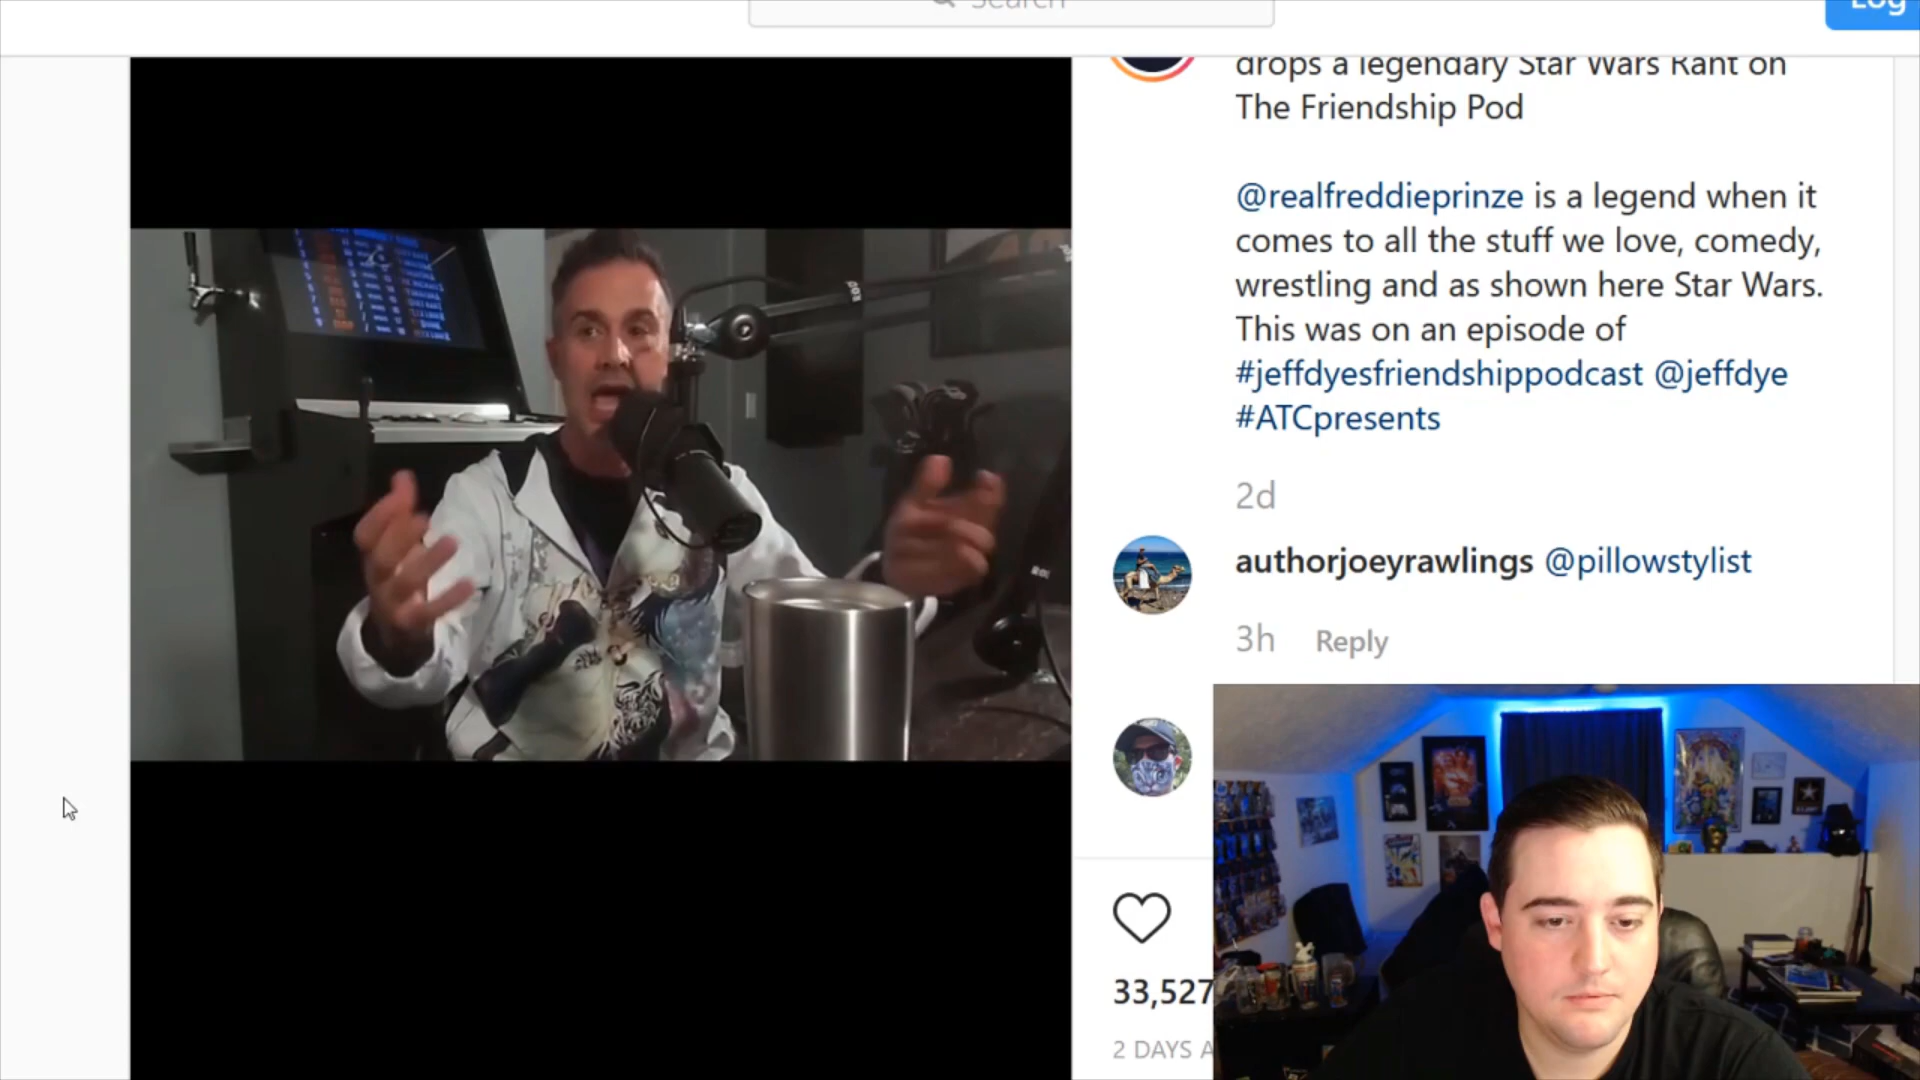 Search
Log
drops a legendary Star Wars Rant on
The Friendship Pod
@realfreddieprinze is a legend when it
comes to all the stuff we love, comedy,
wrestling and as shown here Star Wars.
This was on an episode of
#jeffdyesfriendshippodcast @jeffdye
#ATCpresents
2d
authorjoeyrawlings @pillowstylist
3h Reply
33,527
2 DAYS A